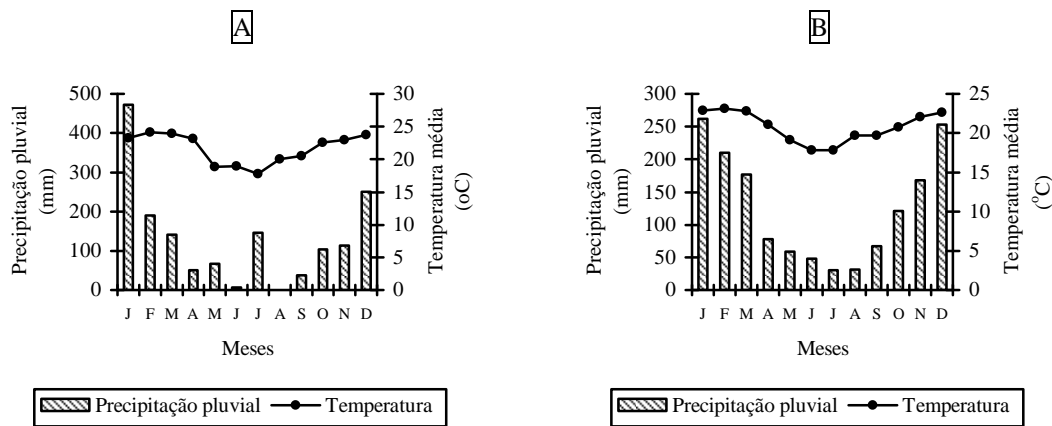 A
Precipitação pluvial
(mm)
500
400
300
200
100
0
30
25
20
15
10
5
0
Temperatura média
(oC)
J F M A M J J A S O N D
Meses
Precipitação pluvial Temperatura
B
Precipitação pluvial
(mm)
300
250
200
150
100
50
0
25
20
15
10
5
0
Temperatura média
(ºC)
J F M A M J J A S O N D
Meses
Precipitação pluvial Temperatura